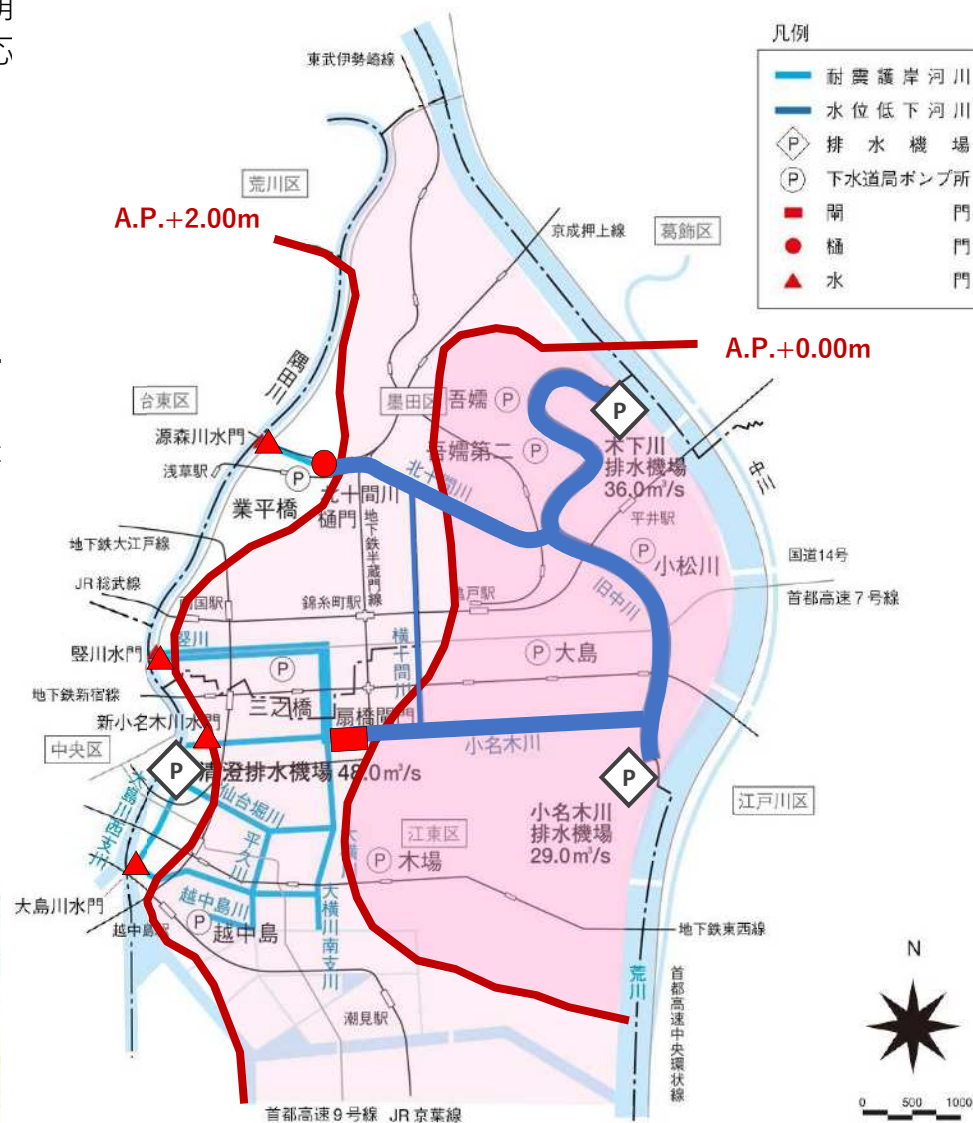 凡例
耐震護岸河川
水位低下河川
P 排水機場
P 下水道局ポンプ所
閘門
樋門
水門
東武伊勢崎線
荒川区
A.P.+2.00m
京成押上線
葛飾区
A.P.+0.00m
隅田川
台東区
墨田区
吾嬬 P
源森川水門
浅草駅
P
業平橋
吾嬬第二 P
北十間川
北十間川
樋門
P
木下川
排水機場
36.0㎥/s
中川
平井駅
地下鉄大江戸線
地下鉄半蔵門線
P 小松川
国道14号
JR総武線
両国駅
錦糸町駅
亀戸駅
旧中川
首都高速7号線
竪川水門
竪川
P
横十間川
P 大島
地下鉄新宿線
三之橋
扇橋閘門
新小名木川水門
中央区
小名木川
P
清澄排水機場 48.0㎥/s
P
小名木川
排水機場
29.0㎥/s
江戸川区
大島川西支川
仙台堀川
平久川
大横川
江東区
P 木場
大島川水門
越中島川
大横川南支川
越中島駅
P 越中島
地下鉄東西線
荒川
首都高速中央環状線
潮見駅
首都高速9号線 JR京葉線
N
0 500 1000